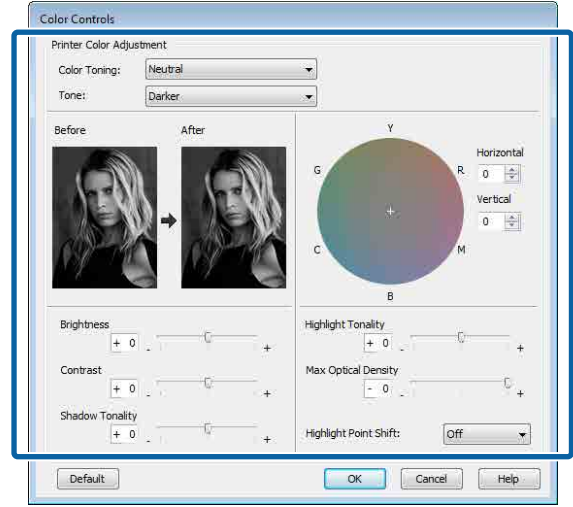 Color Controls
Printer Color Adjustment
Color Toning: Neutral
Tone: Darker
Before After
Y
G R
C M
B
Horizontal
0
Vertical
0
Brightness
+ 0 - +
Contrast
+ 0 - +
Shadow Tonality
+ 0 - +
Highlight Tonality
+ 0 - +
Max Optical Density
- 0 - +
Highlight Point Shift: Off
Default OK Cancel Help